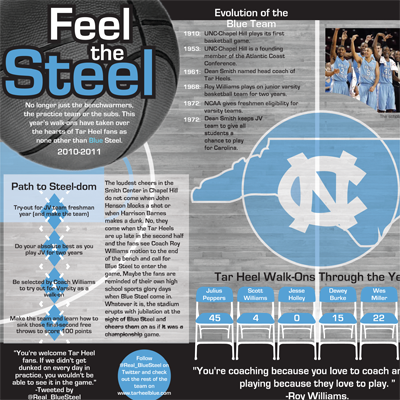 Feel
the
Steel
No longer just the benchwarmers,
the practice team or the subs. This
year's walk-ons have taken over
the hearts of Tar Heel fans as
none other than Blue Steel.
2010-2011
Evolution of the
Blue Team
1910: UNC-Chapel Hill plays its first
basketball game.
1953: UNC-Chapel Hill is a founding
member of the Atlantic Coast
Conference.
1961: Dean Smith named head coach of
Tar Heels.
1968: Roy Williams plays on junior varsity
basketball team for two years.
1972: NCAA gives freshmen eligibility for
varsity teams.
1972: Dean Smith keeps JV
team to give all
students a
chance to play
for Carolina.
Path to Steel-dom
Try-out for JV team freshman
year (and make the team)
Do your absolute best as you
play JV for two years
Be selected by Coach Williams
to try out for Varsity as a
walk-on
Make the team and learn how to
sink those final second free
throws to score 100 points
The loudest cheers in the
Smith Center in Chapel Hill
do not come when John
Henson blocks a shot or
when Harrison Barnes
makes a dunk. No, they
come when the Tar Heels
are up late in the second half
and the fans see Coach Roy
Williams motion to the end
of the bench and call for
Blue Steel to enter the
game. Maybe the fans are
reminded of their own high
school sports glory days
when Blue Steel come in.
Whatever it is, the stadium
erupts with jubilation at the
sight of Blue Steel and
cheers them on as if it was a
championship game.
NC
Tar Heel Walk-Ons Through the Ye
Julius
Peppers
Scott
Williams
Jesse
Holley
Dewey
Burke
Wes
Miller
45
4
0
15
22
"You're welcome Tar Heel
fans. If we didn't get
dunked on every day in
practice, you wouldn't be
able to see it in the game."
-Tweeted by
@Real_BlueSteel
Follow
@Real_BlueSteel on
Twitter and check
out the rest of the
team on
www.tarheelblue.com
"You're coaching because you love to coach an
playing because they love to play. "
-Roy Williams.